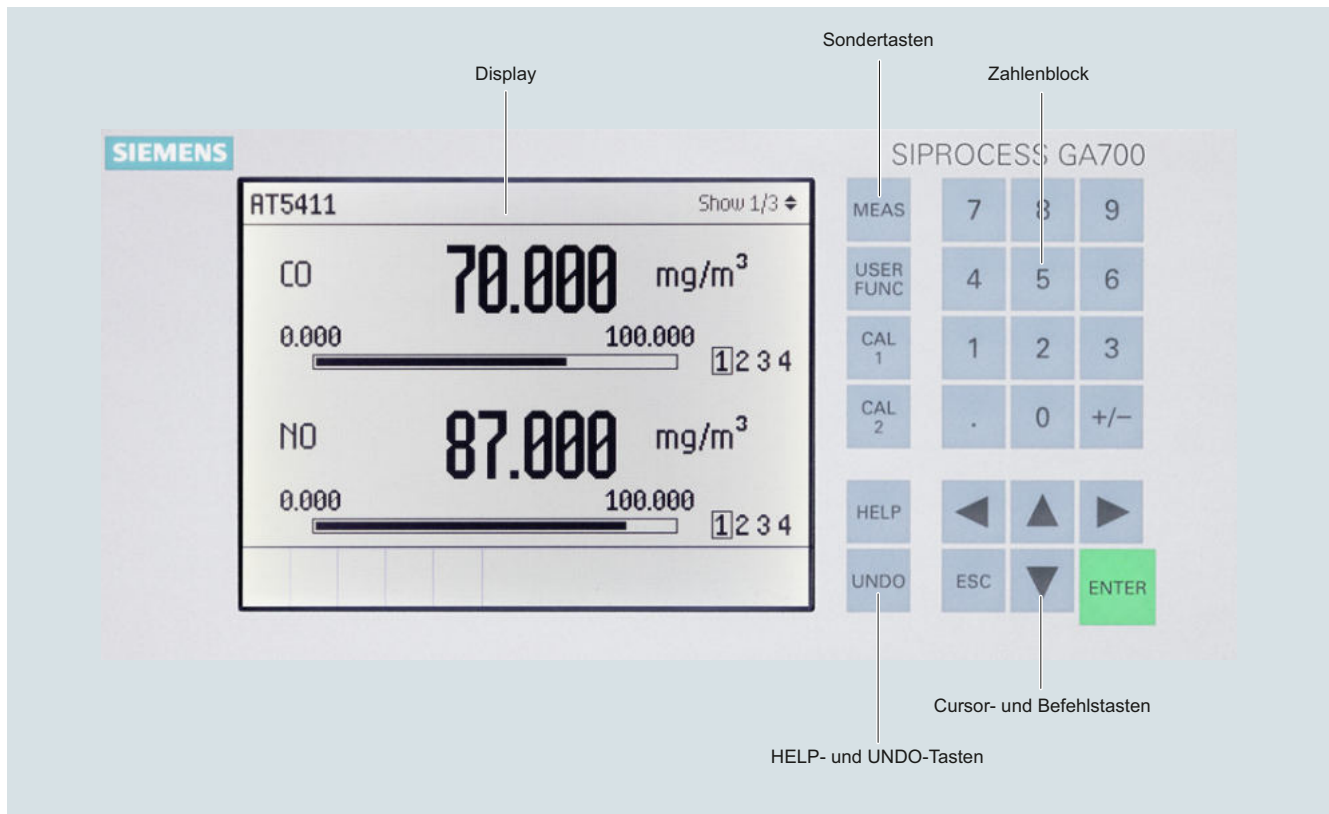 Sondertasten
Display
Zahlenblock
SIEMENS
SIPROCESS GA700
AT5411
Show 1/3
CO 70.000 mg/m³
0.000 100.000
1 2 3 4
NO 87.000 mg/m³
0.000 100.000
1 2 3 4
MEAS
7 8 9
USER
FUNC
4 5 6
CAL
1
1 2 3
CAL
2
. 0 +/−
HELP
UNDO
ESC
ENTER
Cursor- und Befehlstasten
HELP- und UNDO-Tasten